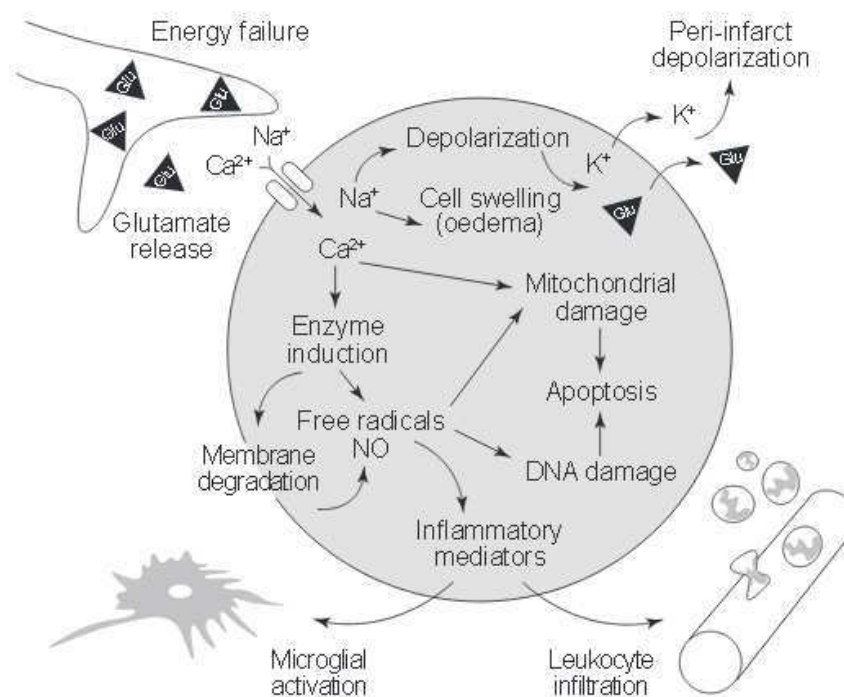 Energy failure
Peri-infarct
depolarization
Glu
Glu
Glu
Glu
Na⁺
Ca²⁺
Glutamate
release
Depolarization
K⁺
K⁺
Glu
Glu
Na⁺
Cell swelling
(oedema)
Ca²⁺
Mitochondrial
damage
Enzyme
induction
Apoptosis
Free radicals
NO
Membrane
degradation
DNA damage
Inflammatory
mediators
Microglial
activation
Leukocyte
infiltration